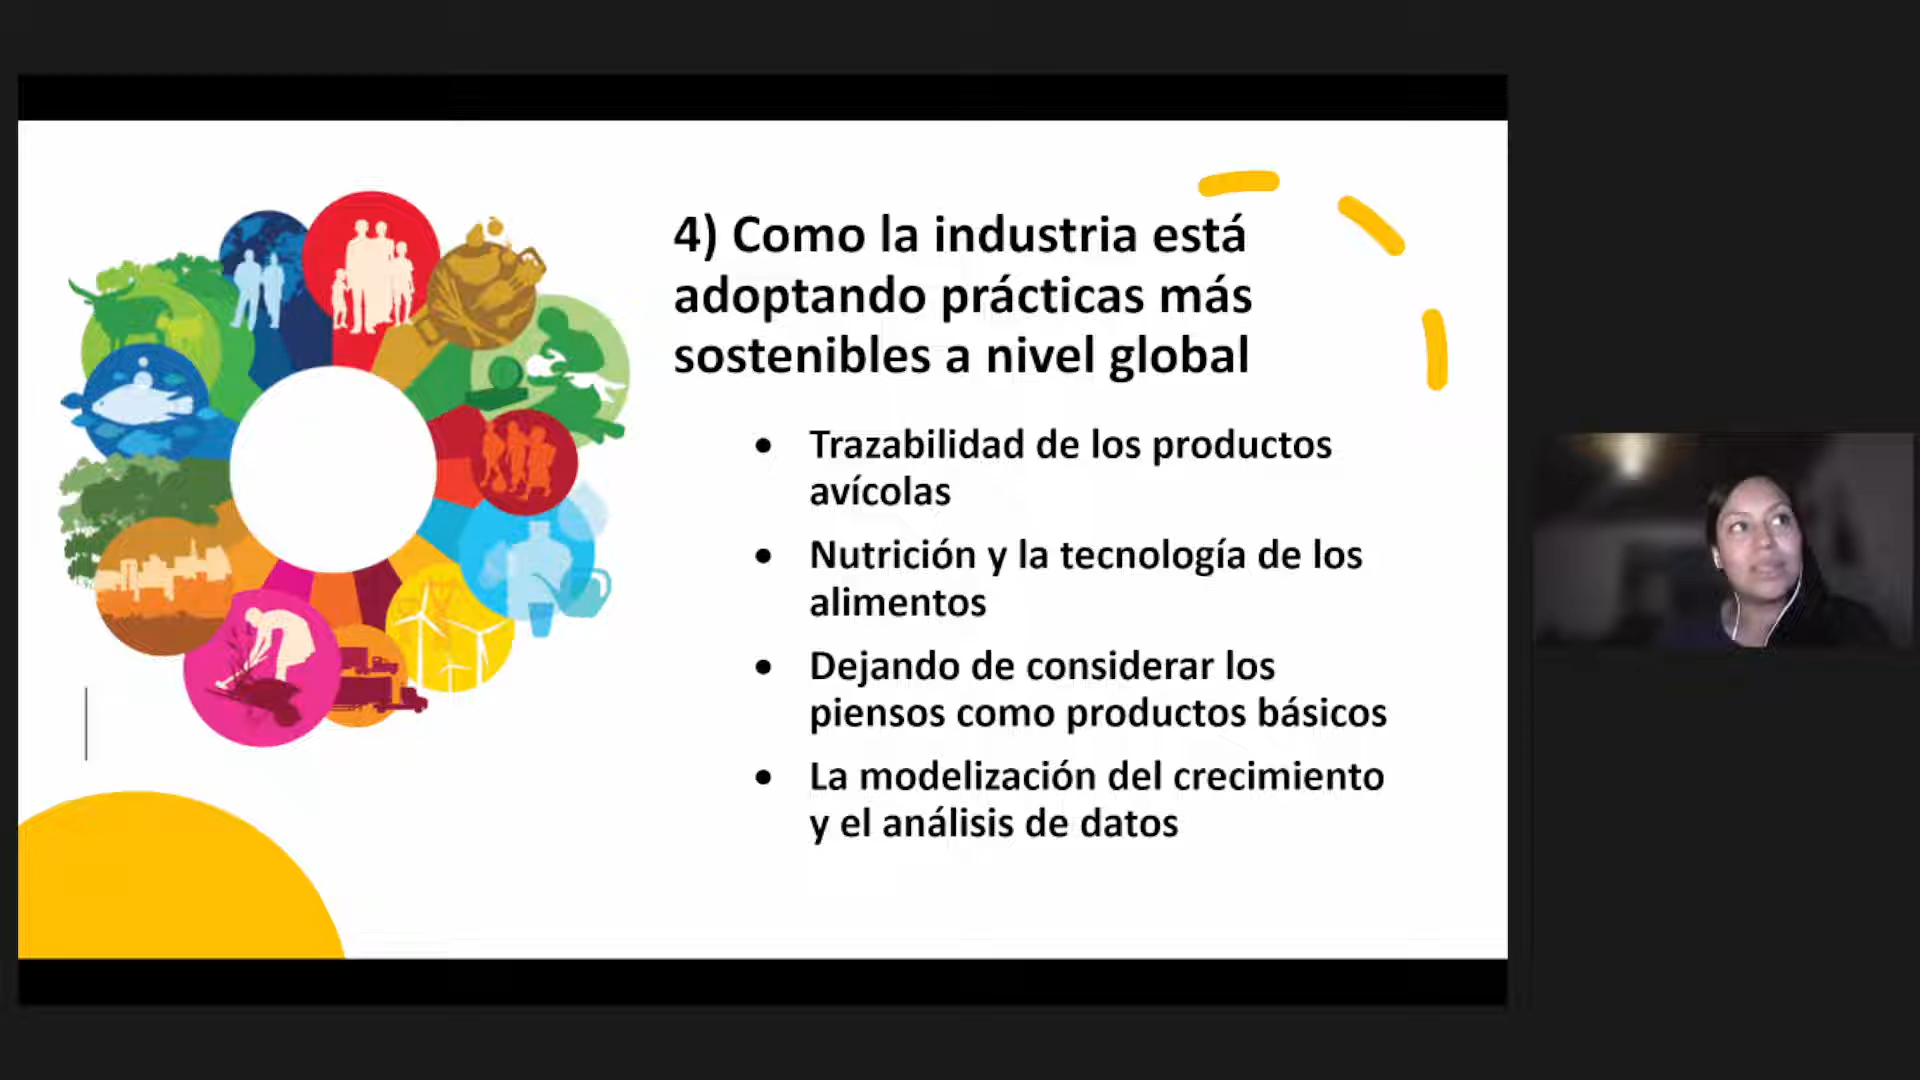 4) Como la industria está
adoptando prácticas más
sostenibles a nivel global
• Trazabilidad de los productos
avícolas
• Nutrición y la tecnología de los
alimentos
• Dejando de considerar los
piensos como productos básicos
• La modelización del crecimiento
y el análisis de datos